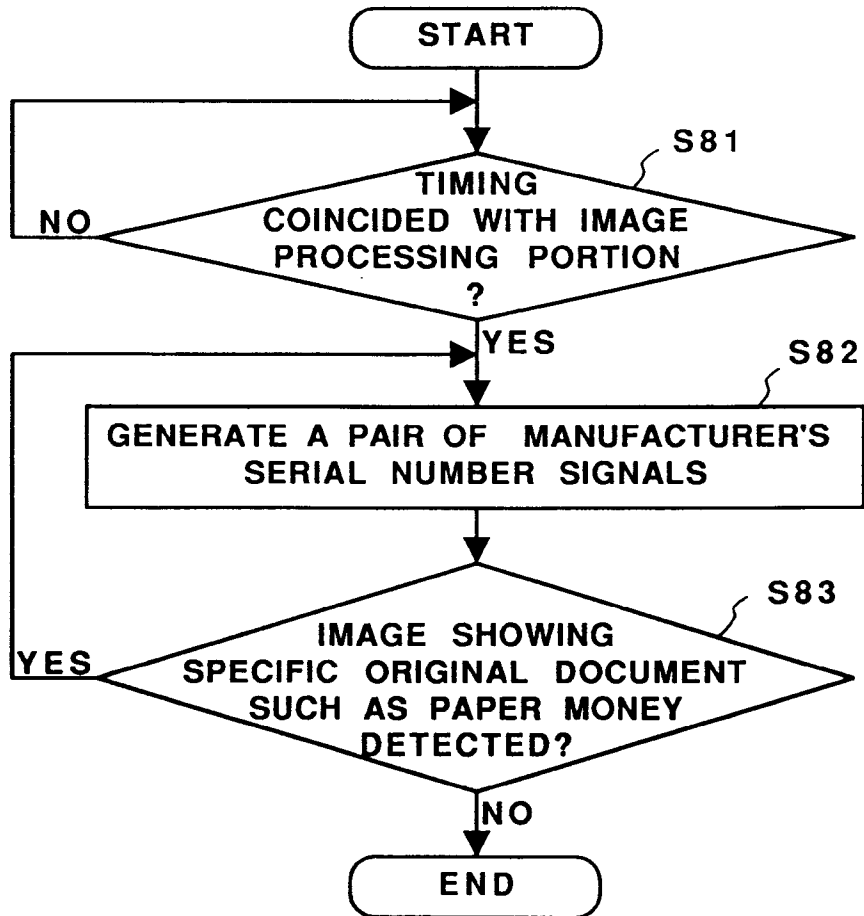 START
S81
TIMING
COINCIDED WITH IMAGE
PROCESSING PORTION
?
NO
YES
S82
GENERATE A PAIR OF MANUFACTURER'S
SERIAL NUMBER SIGNALS
S83
IMAGE SHOWING
SPECIFIC ORIGINAL DOCUMENT
SUCH AS PAPER MONEY
DETECTED?
YES
NO
END